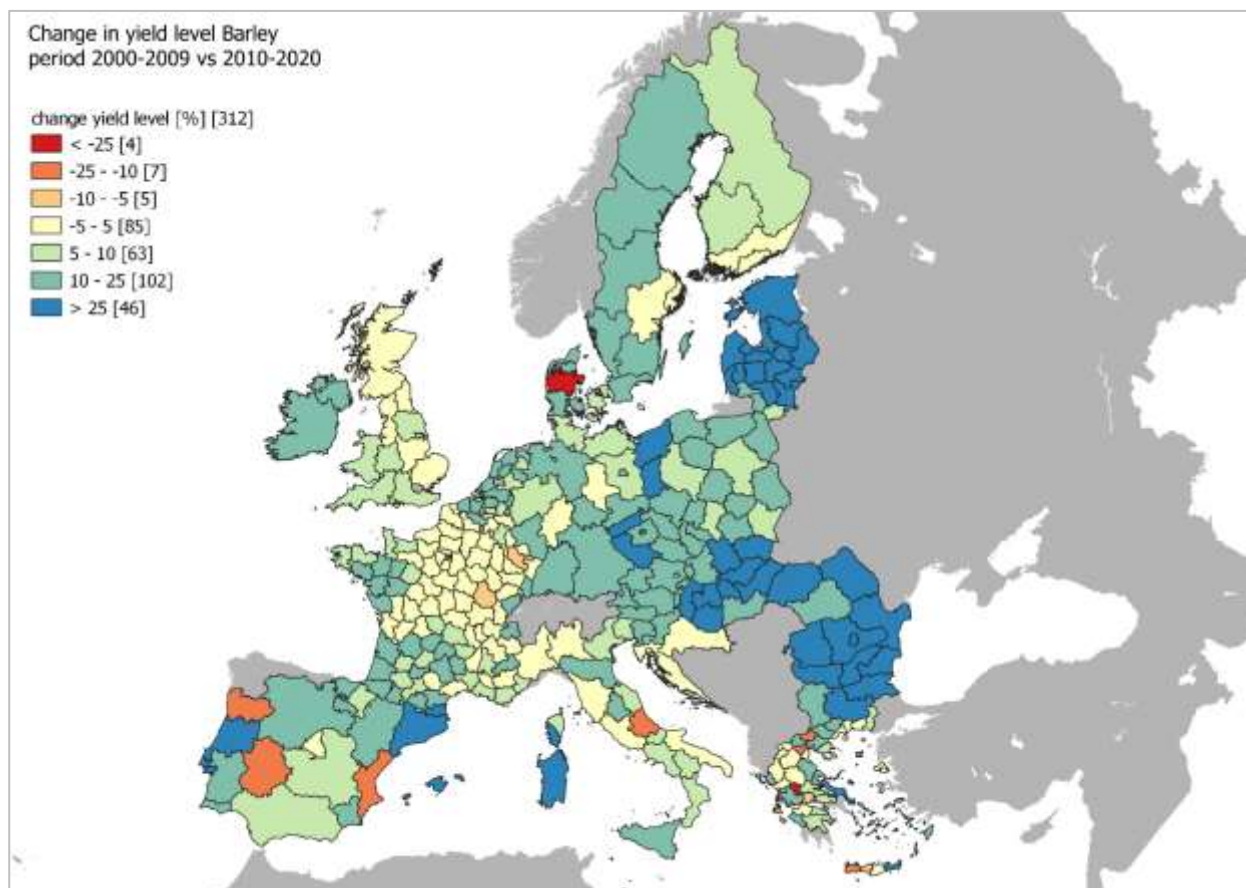 Change in yield level Barley
period 2000-2009 vs 2010-2020
change yield level [%] [312]
< -25 [4]
-25 - -10 [7]
-10 - -5 [5]
-5 - 5 [85]
5 - 10 [63]
10 - 25 [102]
> 25 [46]